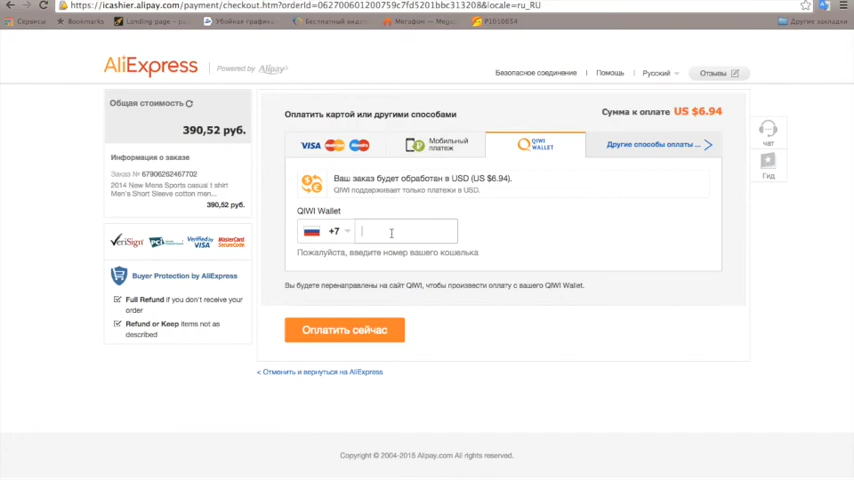 https://icashier.alipay.com/payment/checkout.htm?orderId=062700601200759c7fd5201bbc313208&locale=ru_RU
Сервисы
Bookmarks
Landing page – ра
Убойная графика
Бесплатный видео
Мегафон — Мегаз
P1010654
Другие закладки
AliExpress
Powered by Alipay
Безопасное соединение
Помощь
Русский
Отзывы
Общая стоимость
390,52 руб.
Информация о заказе
Заказ № 67906262467702
2014 New Mens Sports casual t shirt
Men's Short Sleeve cotton men...
390,52 руб.
VeriSign
pci
Verified by VISA
MasterCard SecureCode
Buyer Protection by AliExpress
Full Refund if you don't receive your
order
Refund or Keep items not as
described
Оплатить картой или другими способами
Сумма к оплате US $6.94
VISA
Мобильный
платеж
QIWI
WALLET
Другие способы оплаты ...
Ваш заказ будет обработан в USD (US $6.94).
QIWI поддерживает только платежи в USD.
QIWI Wallet
+7
Пожалуйста, введите номер вашего кошелька
Вы будете перенаправлены на сайт QIWI, чтобы произвести оплату с вашего QIWI Wallet.
Оплатить сейчас
< Отменить и вернуться на AliExpress
чат
Гид
Copyright © 2004-2015 Alipay.com All rights reserved.